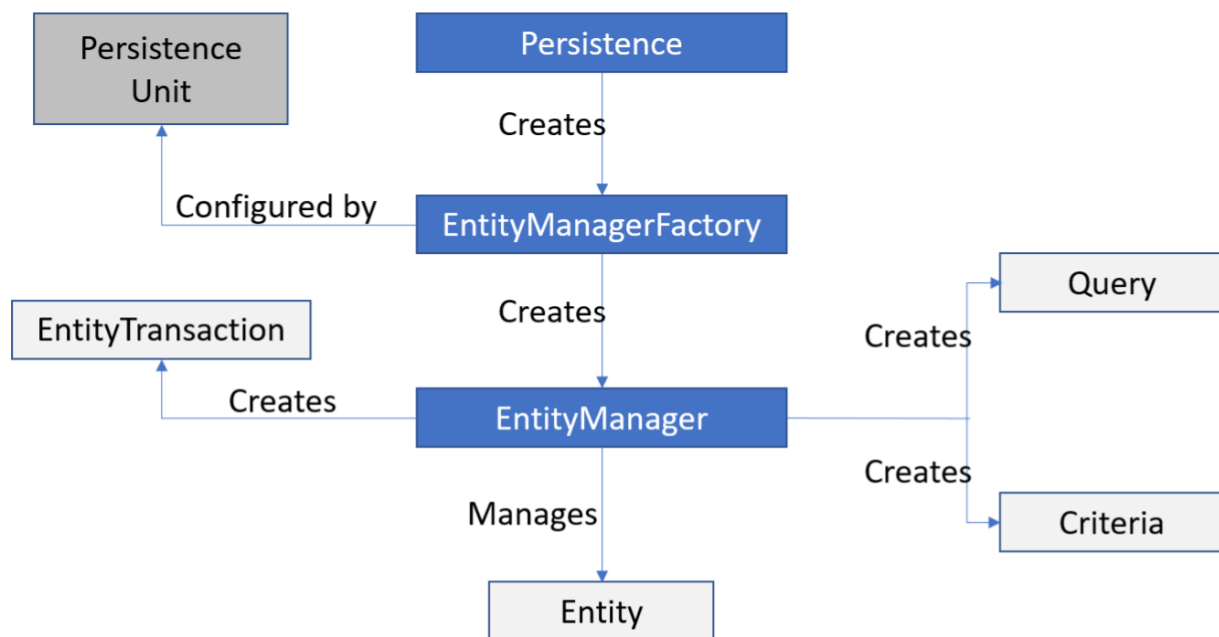 Persistence
Unit
Persistence
Creates
Configured by
EntityManagerFactory
Query
EntityTransaction
Creates
Creates
Creates
EntityManager
Creates
Manages
Criteria
Entity